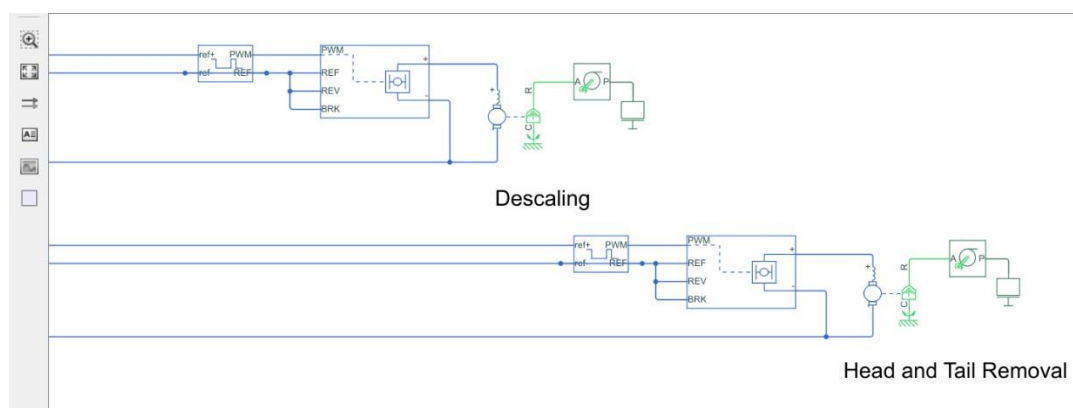 ref+ PWM
ref- REF
PWM
REF
REV
BRK
+
-
+
R
C
A P
Descaling
ref+ PWM
ref- REF
PWM
REF
REV
BRK
+
-
+
R
C
A P
Head and Tail Removal